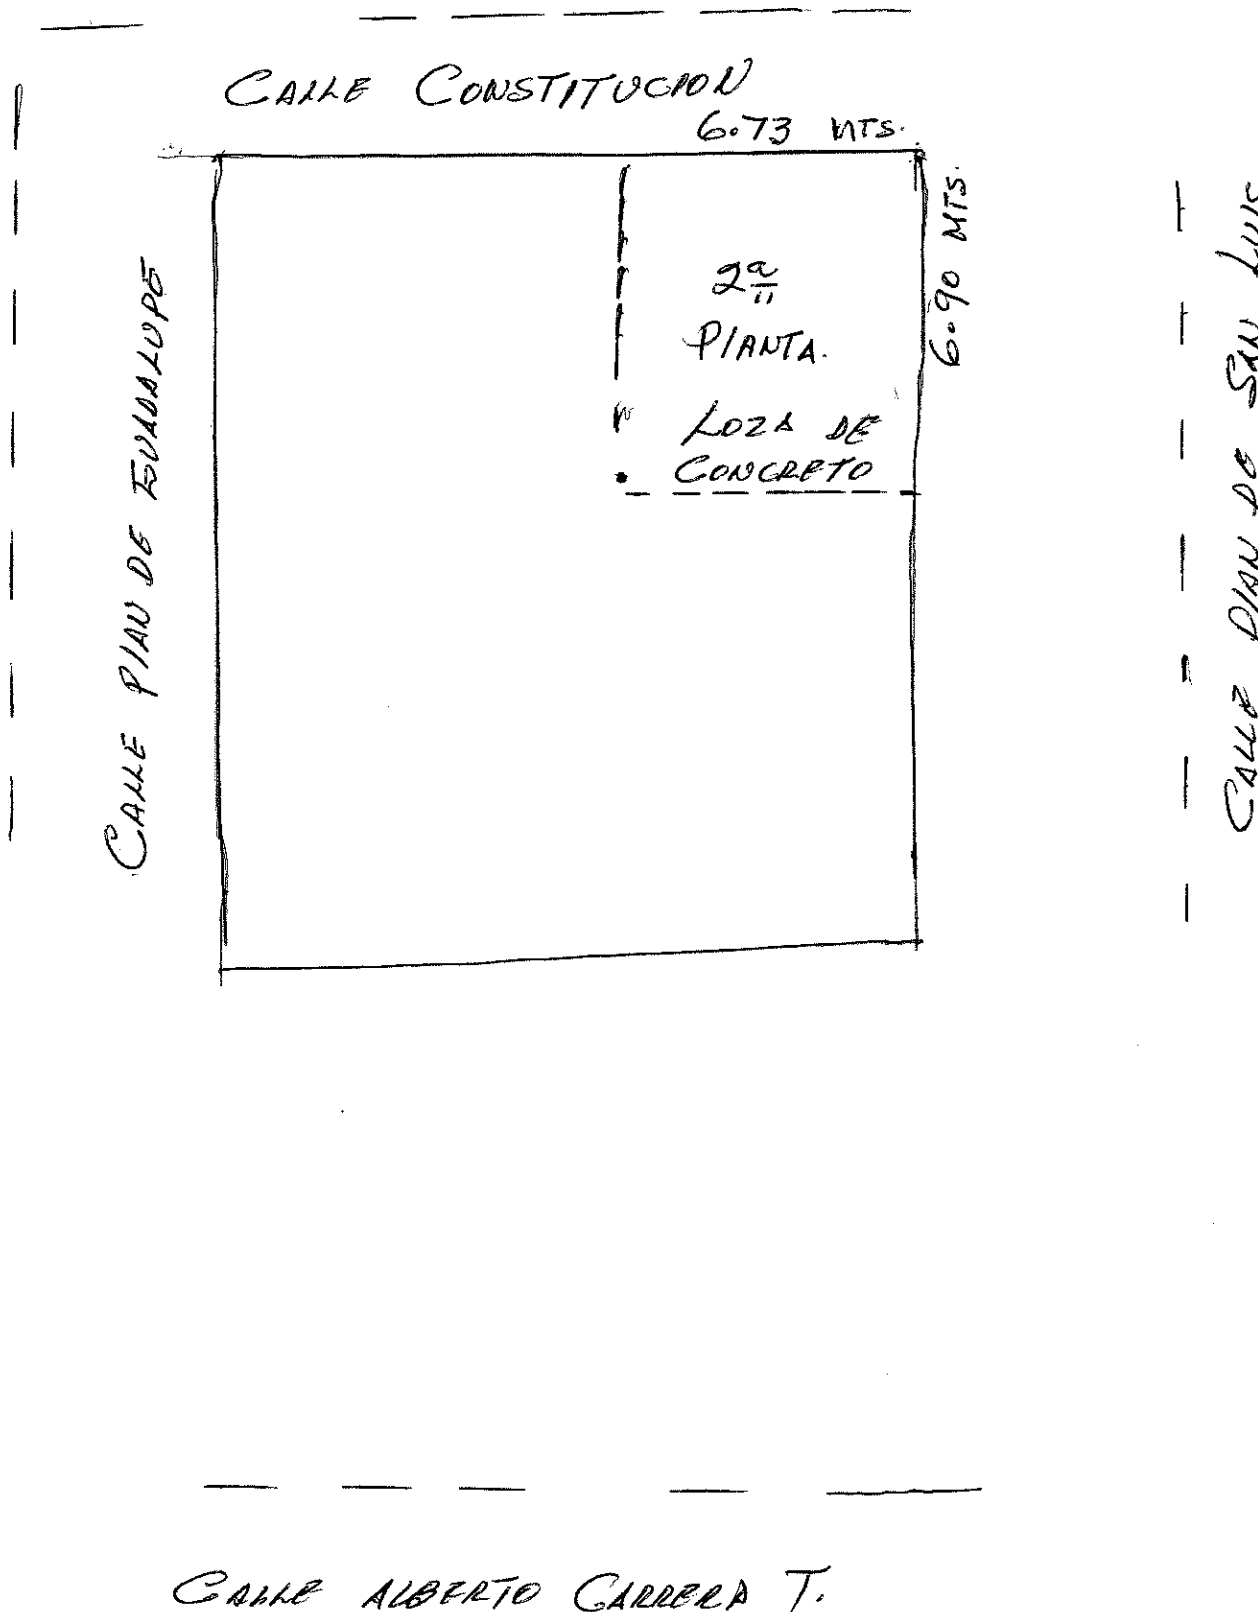 CALLE CONSTITUCION
6.73 MTS.
6.90 MTS.
2ª
PLANTA.
LOZA DE
CONCRETO
CALLE PLAN DE GUADALUPE
CALLE PLAN DE SAN LUIS
CALLE ALBERTO CARRERA T.